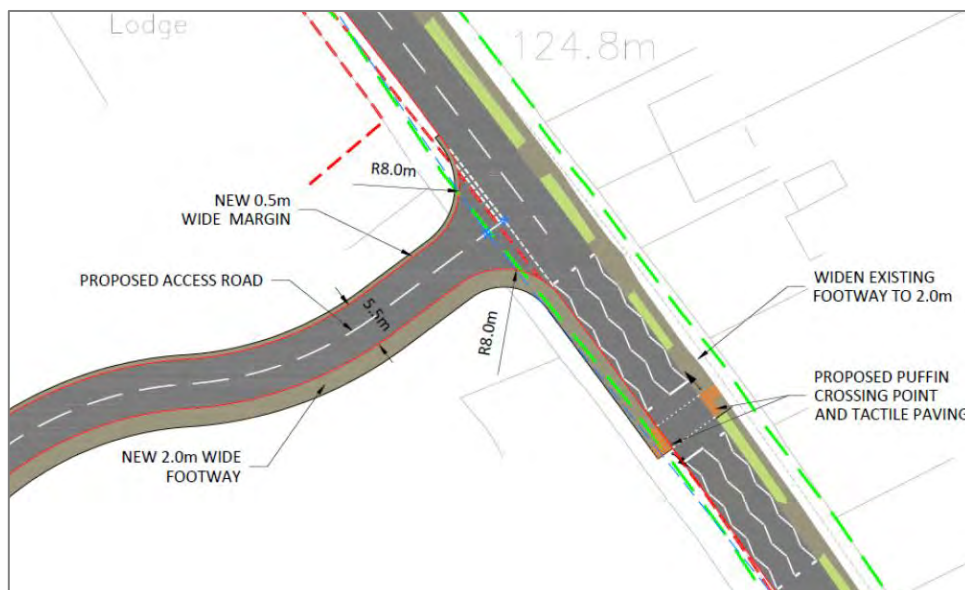 Lodge
124.8m
R8.0m
NEW 0.5m
WIDE MARGIN
PROPOSED ACCESS ROAD
5.5m
R8.0m
WIDEN EXISTING
FOOTWAY TO 2.0m
PROPOSED PUFFIN
CROSSING POINT
AND TACTILE PAVING
NEW 2.0m WIDE
FOOTWAY